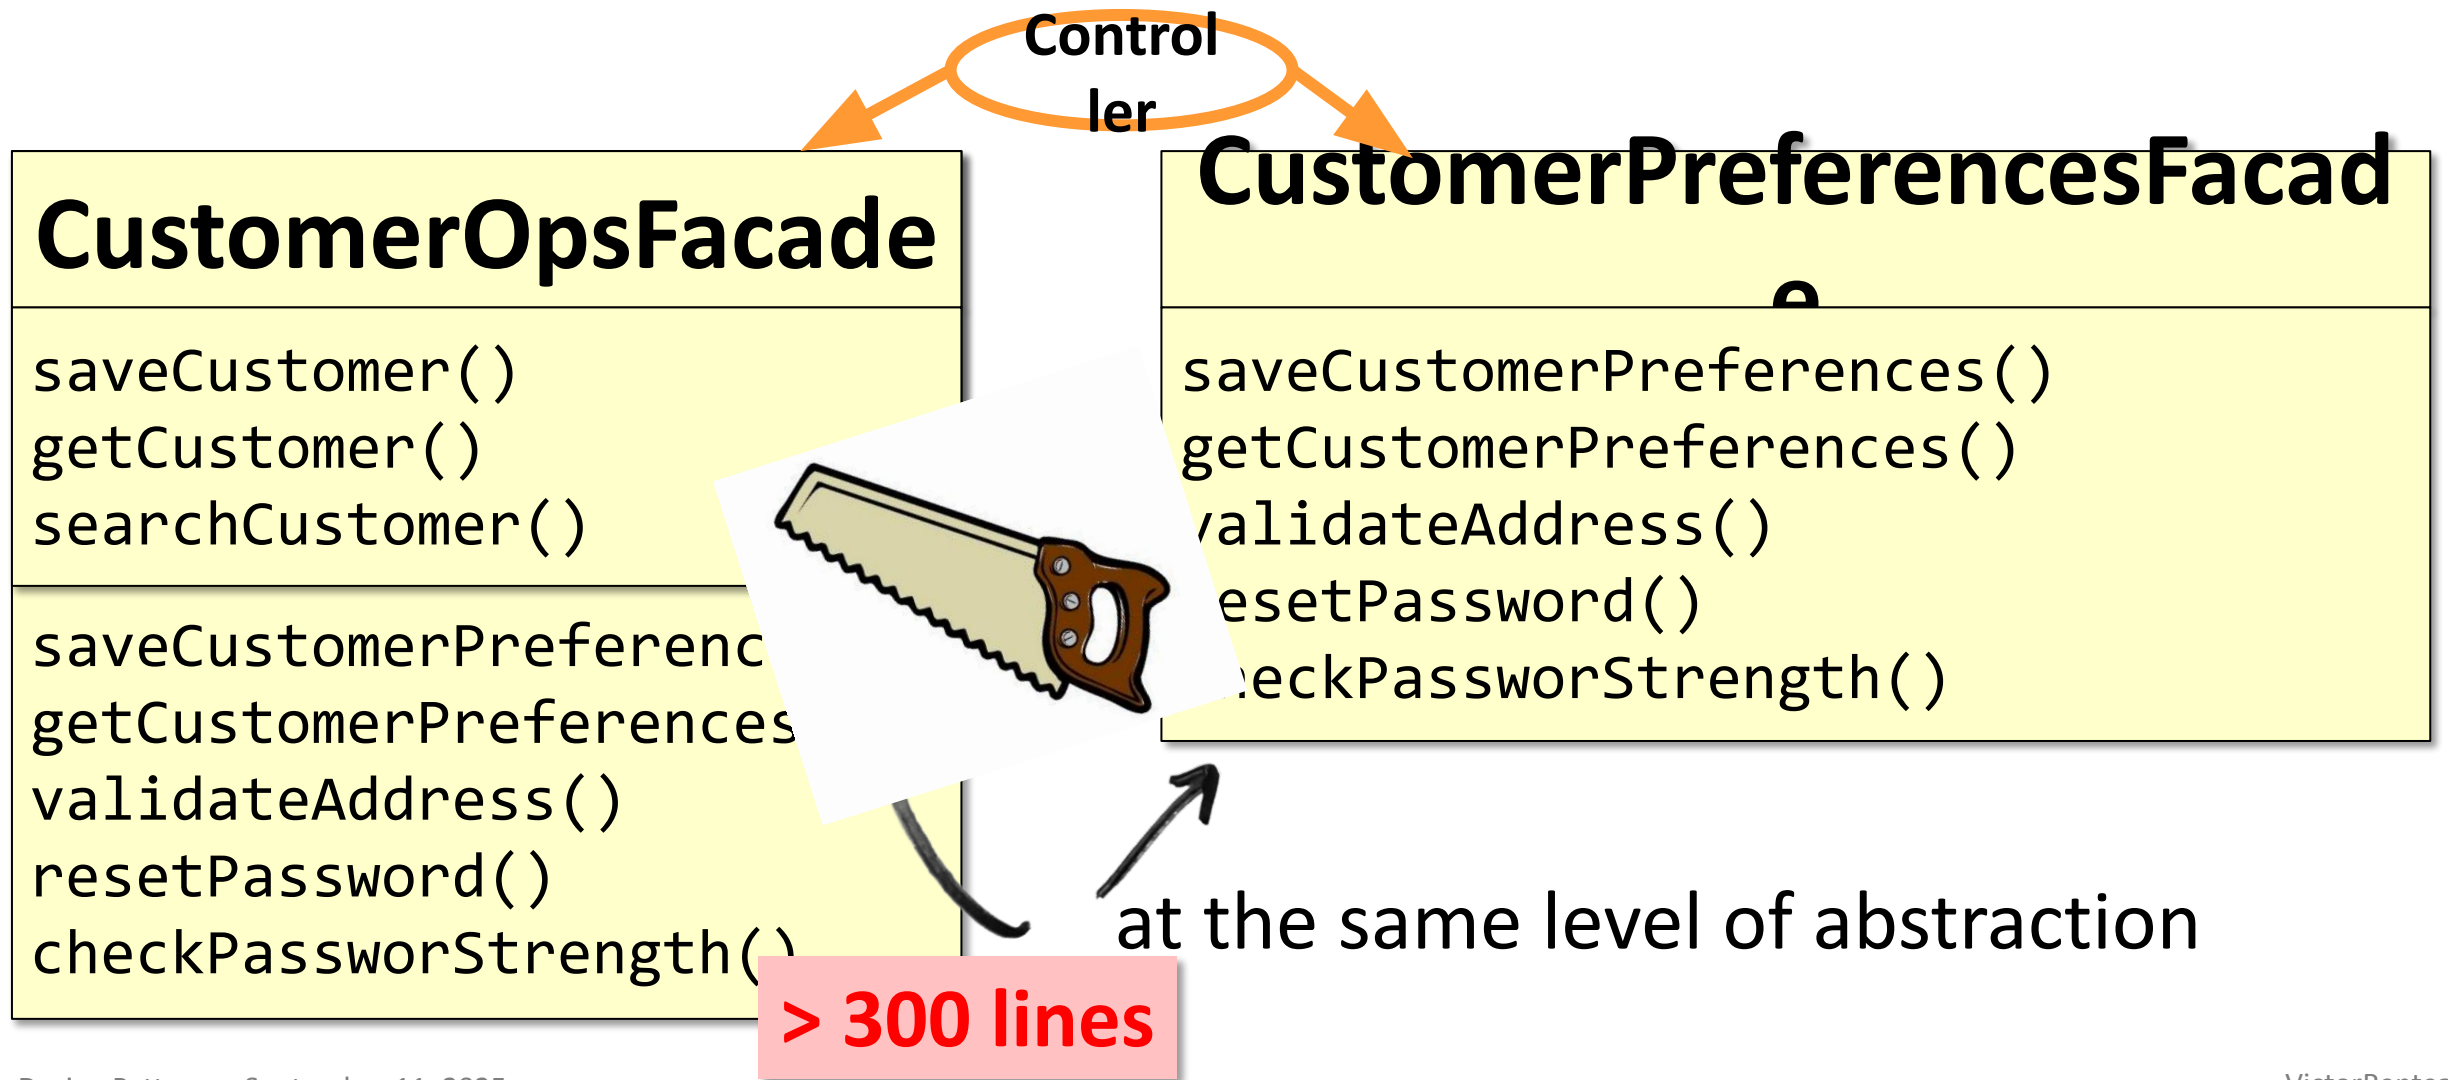 Control
ler
CustomerOpsFacade
saveCustomer()
getCustomer()
searchCustomer()
saveCustomerPreferenc
getCustomerPreferences
validateAddress()
resetPassword()
checkPassworStrength()
> 300 lines
CustomerPreferencesFacad
e
saveCustomerPreferences()
getCustomerPreferences()
validateAddress()
esetPassword()
heckPassworStrength()
at the same level of abstraction